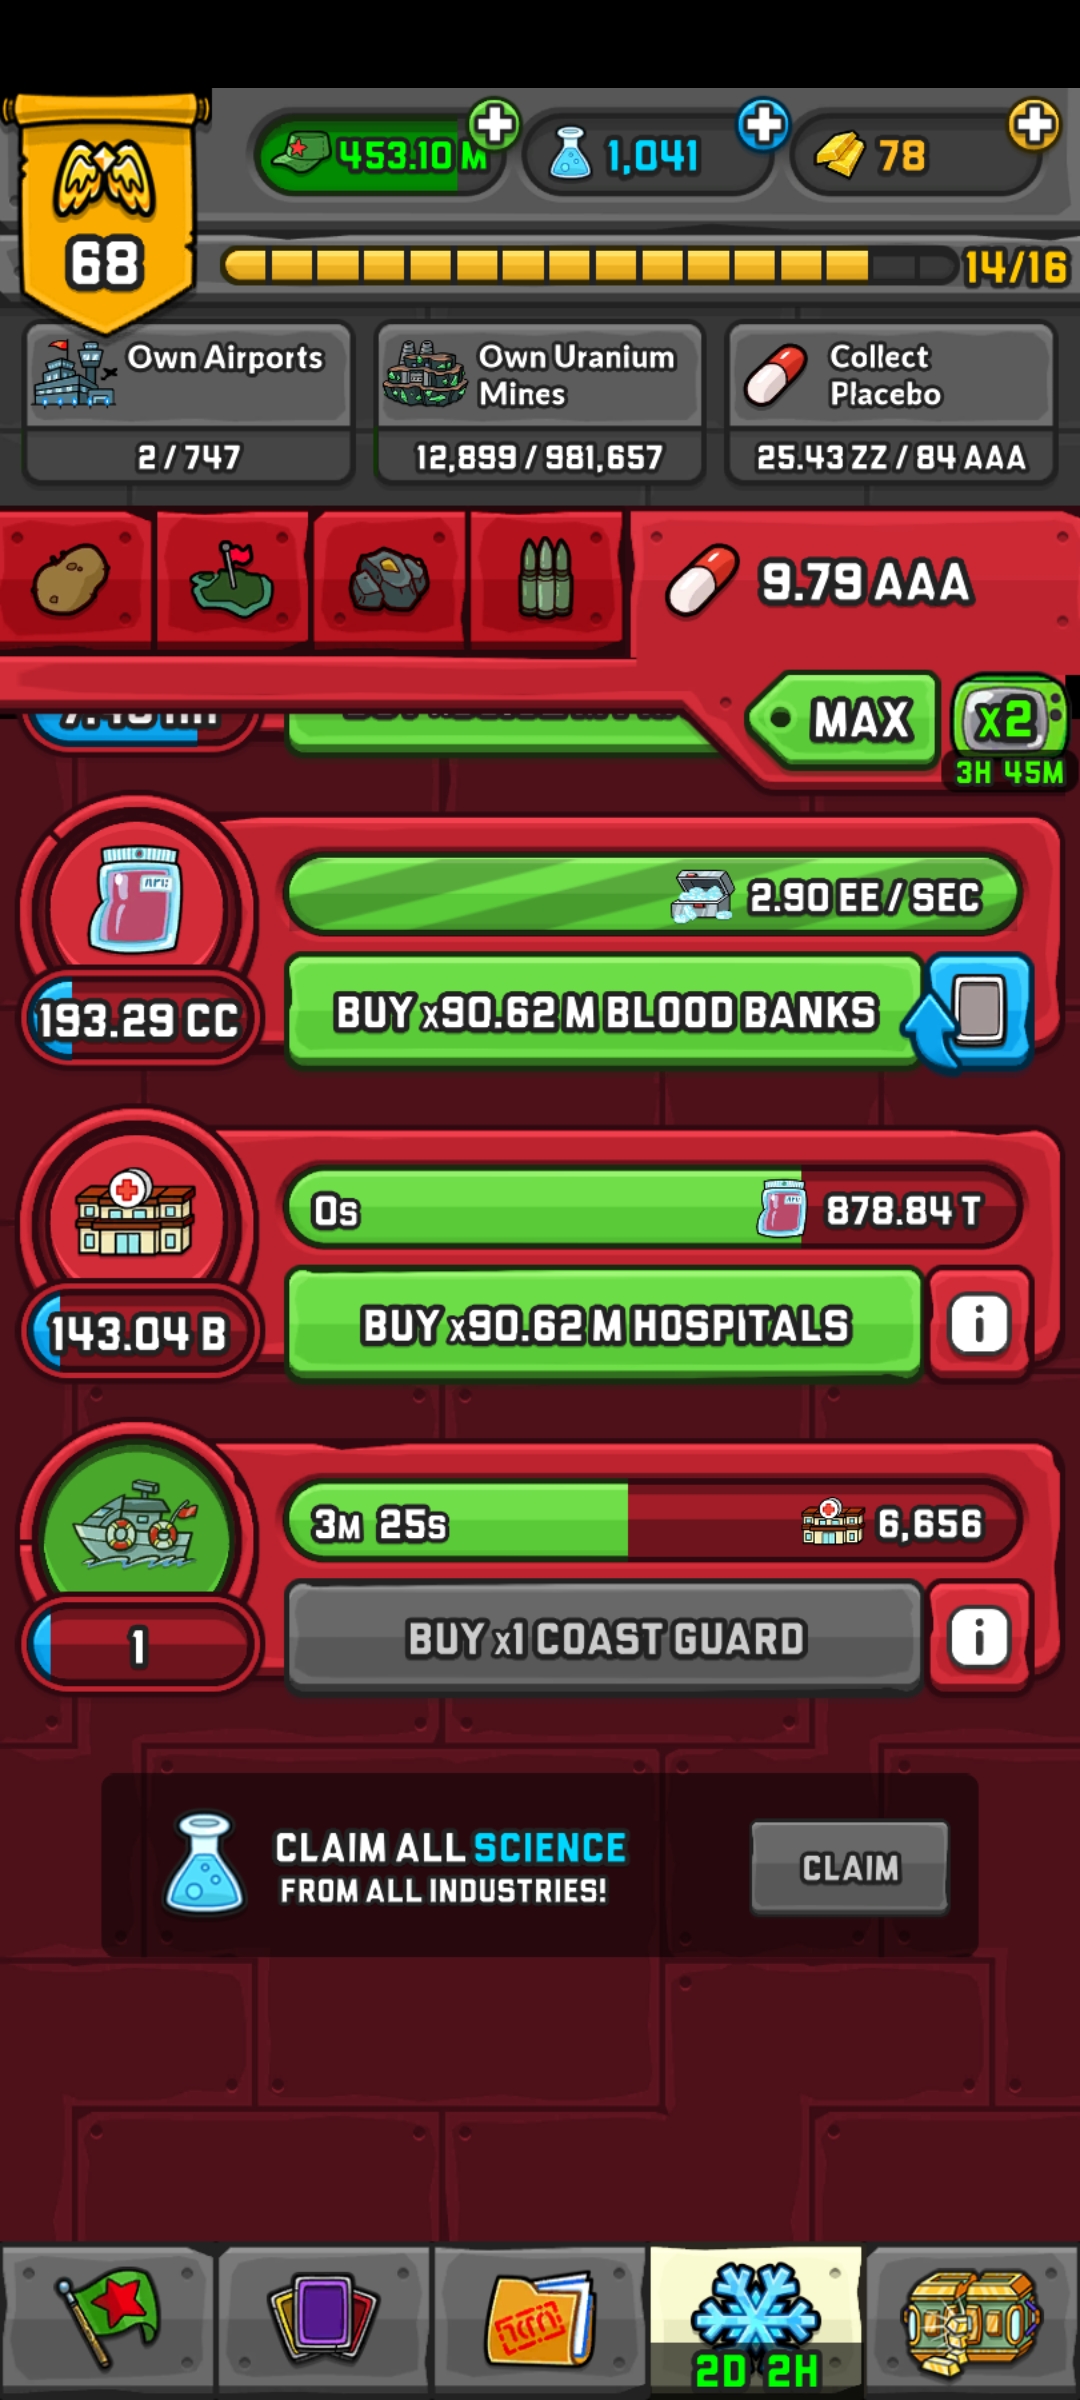 453.10 M
1,041
78
68
14/16
Own Airports
2 / 747
Own Uranium
Mines
12,899 / 981,657
Collect
Placebo
25.43 ZZ / 84 AAA
9.79 AAA
MAX
x2
3H 45M
2.90 EE / SEC
193.29 CC
BUY x90.62 M BLOOD BANKS
0s
878.84 T
143.04 B
BUY x90.62 M HOSPITALS
i
3M 25s
6,656
1
BUY x1 COAST GUARD
i
CLAIM ALL SCIENCE
FROM ALL INDUSTRIES!
CLAIM
2D 2H